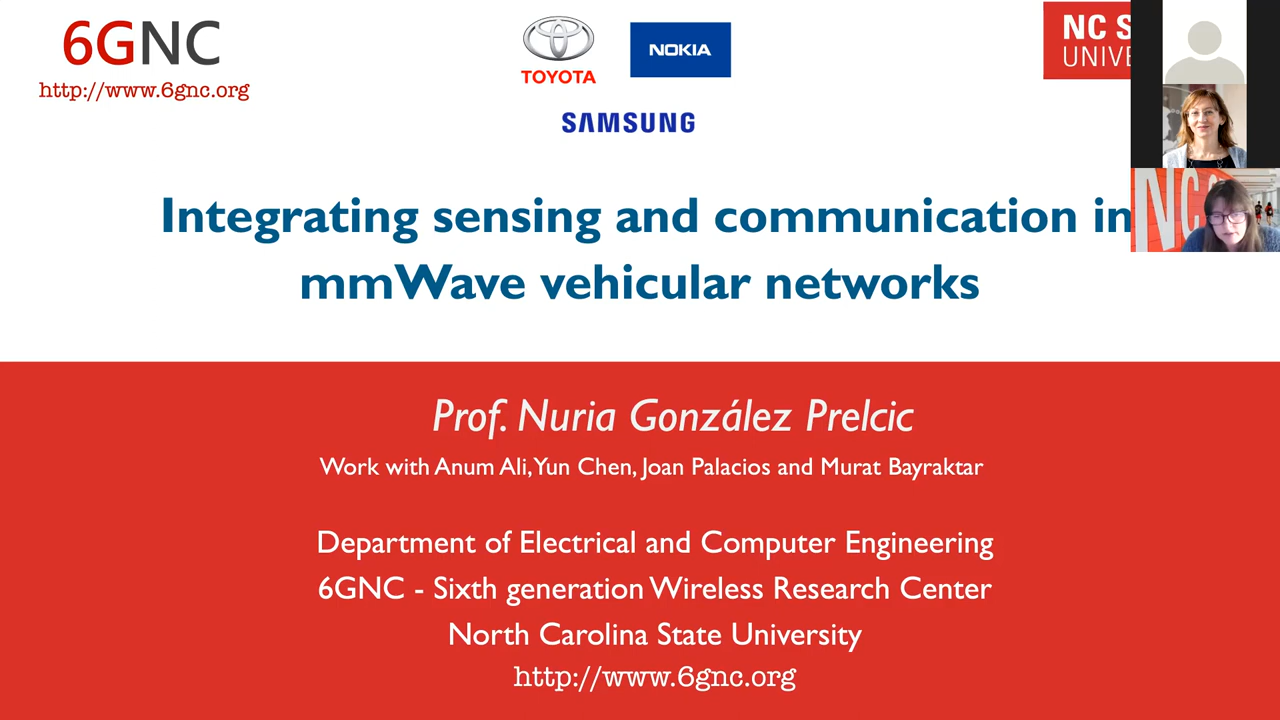 6GNC
http://www.6gnc.org
TOYOTA
NOKIA
SAMSUNG
NC S
UNIVE
Integrating sensing and communication in
mmWave vehicular networks
NC
Prof. Nuria González Prelcic
Work with Anum Ali, Yun Chen, Joan Palacios and Murat Bayraktar
Department of Electrical and Computer Engineering
6GNC - Sixth generation Wireless Research Center
North Carolina State University
http://www.6gnc.org